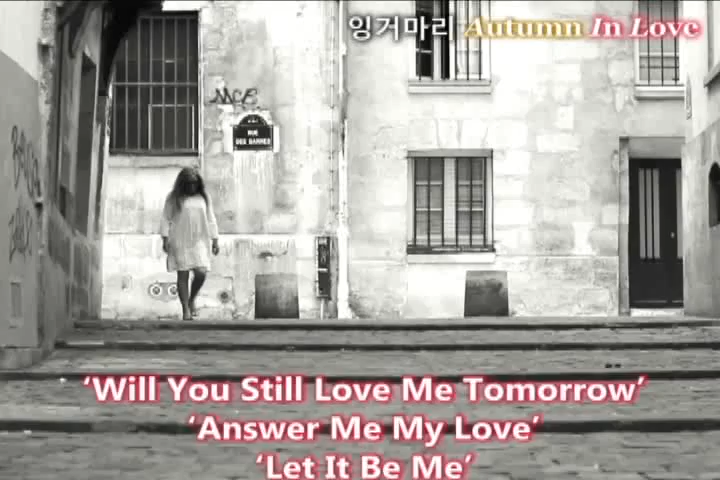 잉거마리 Autumn In Love
MCE
RUE
DES BARRES
‘Will You Still Love Me Tomorrow’
‘Answer Me My Love’
‘Let It Be Me’